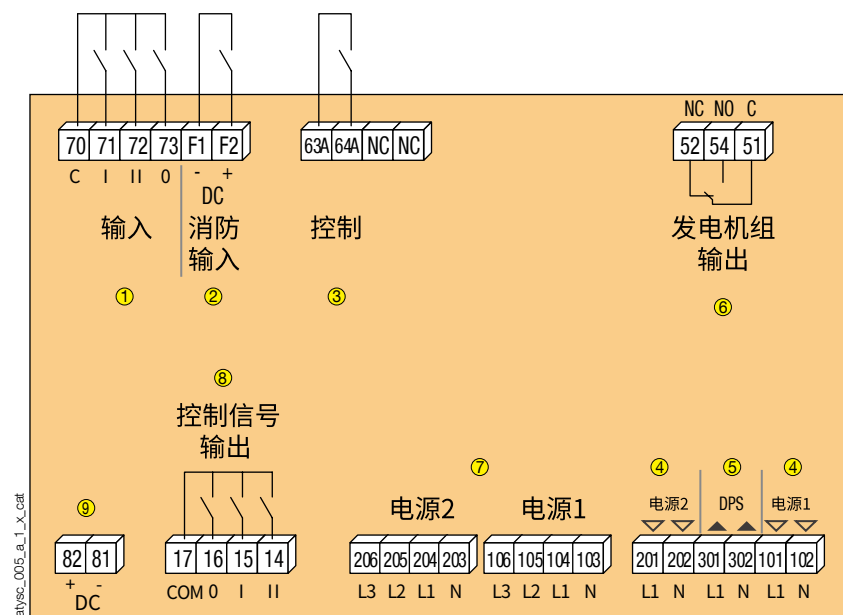 NC NO C
70 71 72 73 F1 F2
63A 64A NC NC
52 54 51
C I II 0 - +
DC
输入
消防
输入
控制
发电机组
输出
① ② ③
⑥
⑧
控制信号
输出
⑦
④ ⑤ ④
⑨
电源2 电源1
电源2 DPS 电源1
82 81
17 16 15 14
206 205 204 203
106 105 104 103
201 202 301 302 101 102
+ -
DC
COM 0 I II
L3 L2 L1 N
L3 L2 L1 N
L1 N L1 N L1 N
atysc_005_a_1_x_cat